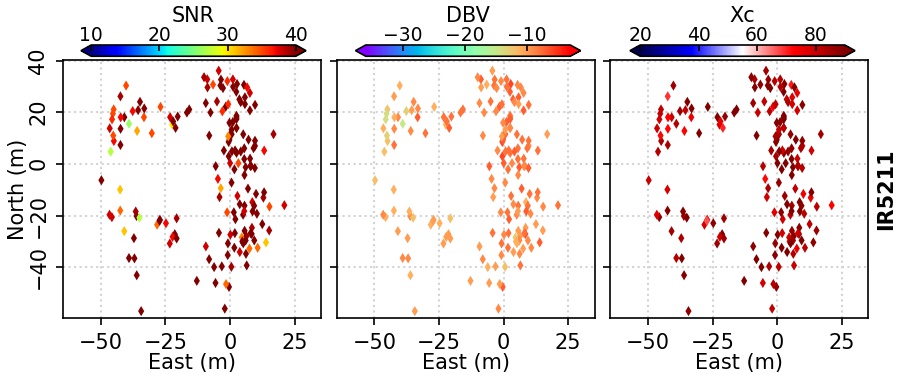 SNR DBV Xc
10 20 30 40 −30 −20 −10 20 40 60 80
40
20
0
−20
−40
North (m)
−50 −25 0 25 −50 −25 0 25 −50 −25 0 25
East (m) East (m) East (m)
IR5211